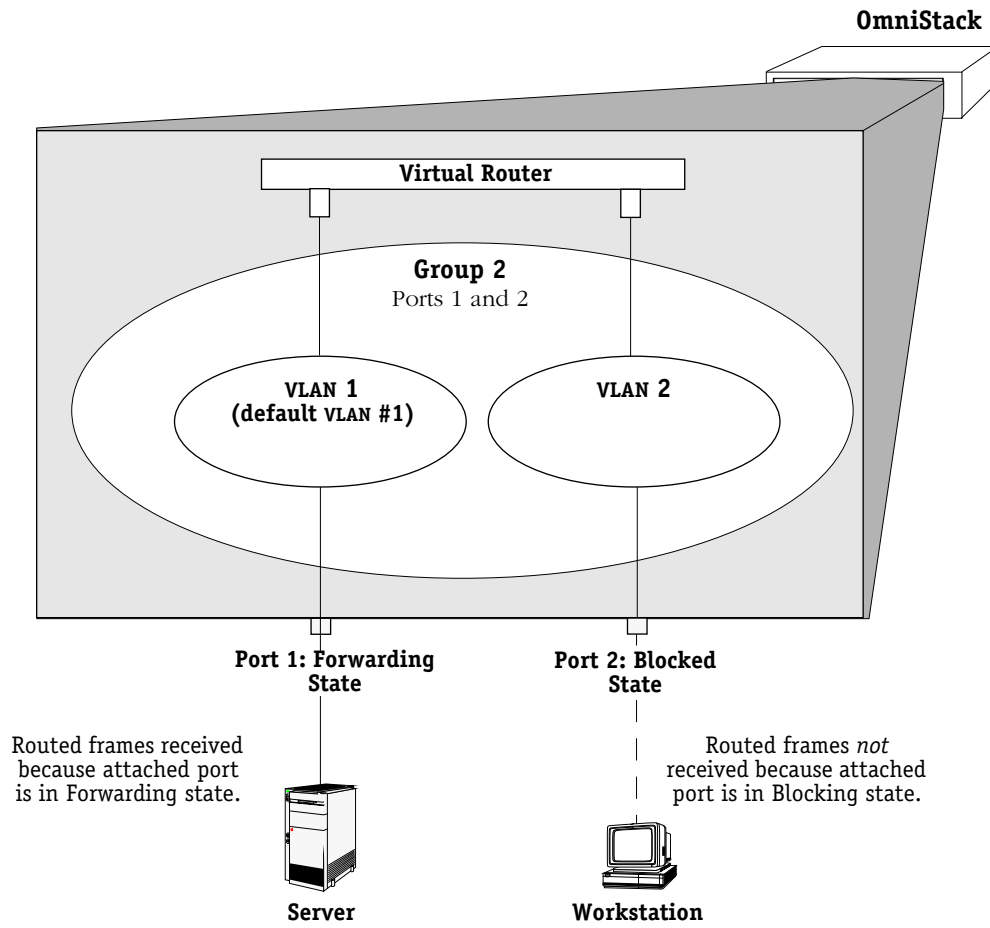 OmniStack
Virtual Router
Group 2
Ports 1 and 2
VLAN 1
(default VLAN #1)
VLAN 2
Port 1: Forwarding
State
Port 2: Blocked
State
Routed frames received
because attached port
is in Forwarding state.
Routed frames not
received because attached
port is in Blocking state.
Server
Workstation